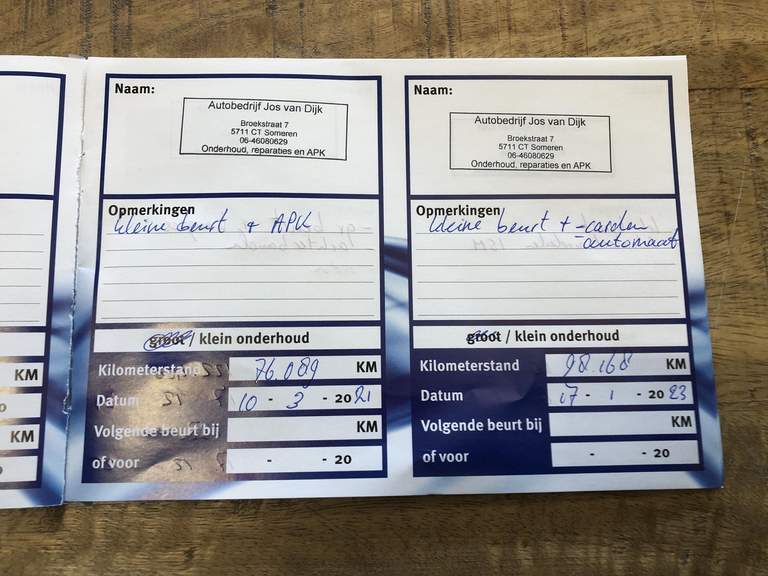 Naam:
Autobedrijf Jos van Dijk
Broekstraat 7
5711 CT Someren
06-46080629
Onderhoud, reparaties en APK
Opmerkingen
kleine beurt + APK
groot / klein onderhoud
Kilometerstand 76.089 KM
Datum 10 - 3 - 2021
Volgende beurt bij KM
of voor - - 20
Naam:
Autobedrijf Jos van Dijk
Broekstraat 7
5711 CT Someren
06-46080629
Onderhoud, reparaties en APK
Opmerkingen
kleine beurt + -cardan
-automaat
groot / klein onderhoud
Kilometerstand 98.168 KM
Datum 17 - 1 - 2023
Volgende beurt bij KM
of voor - - 20
KM
KM